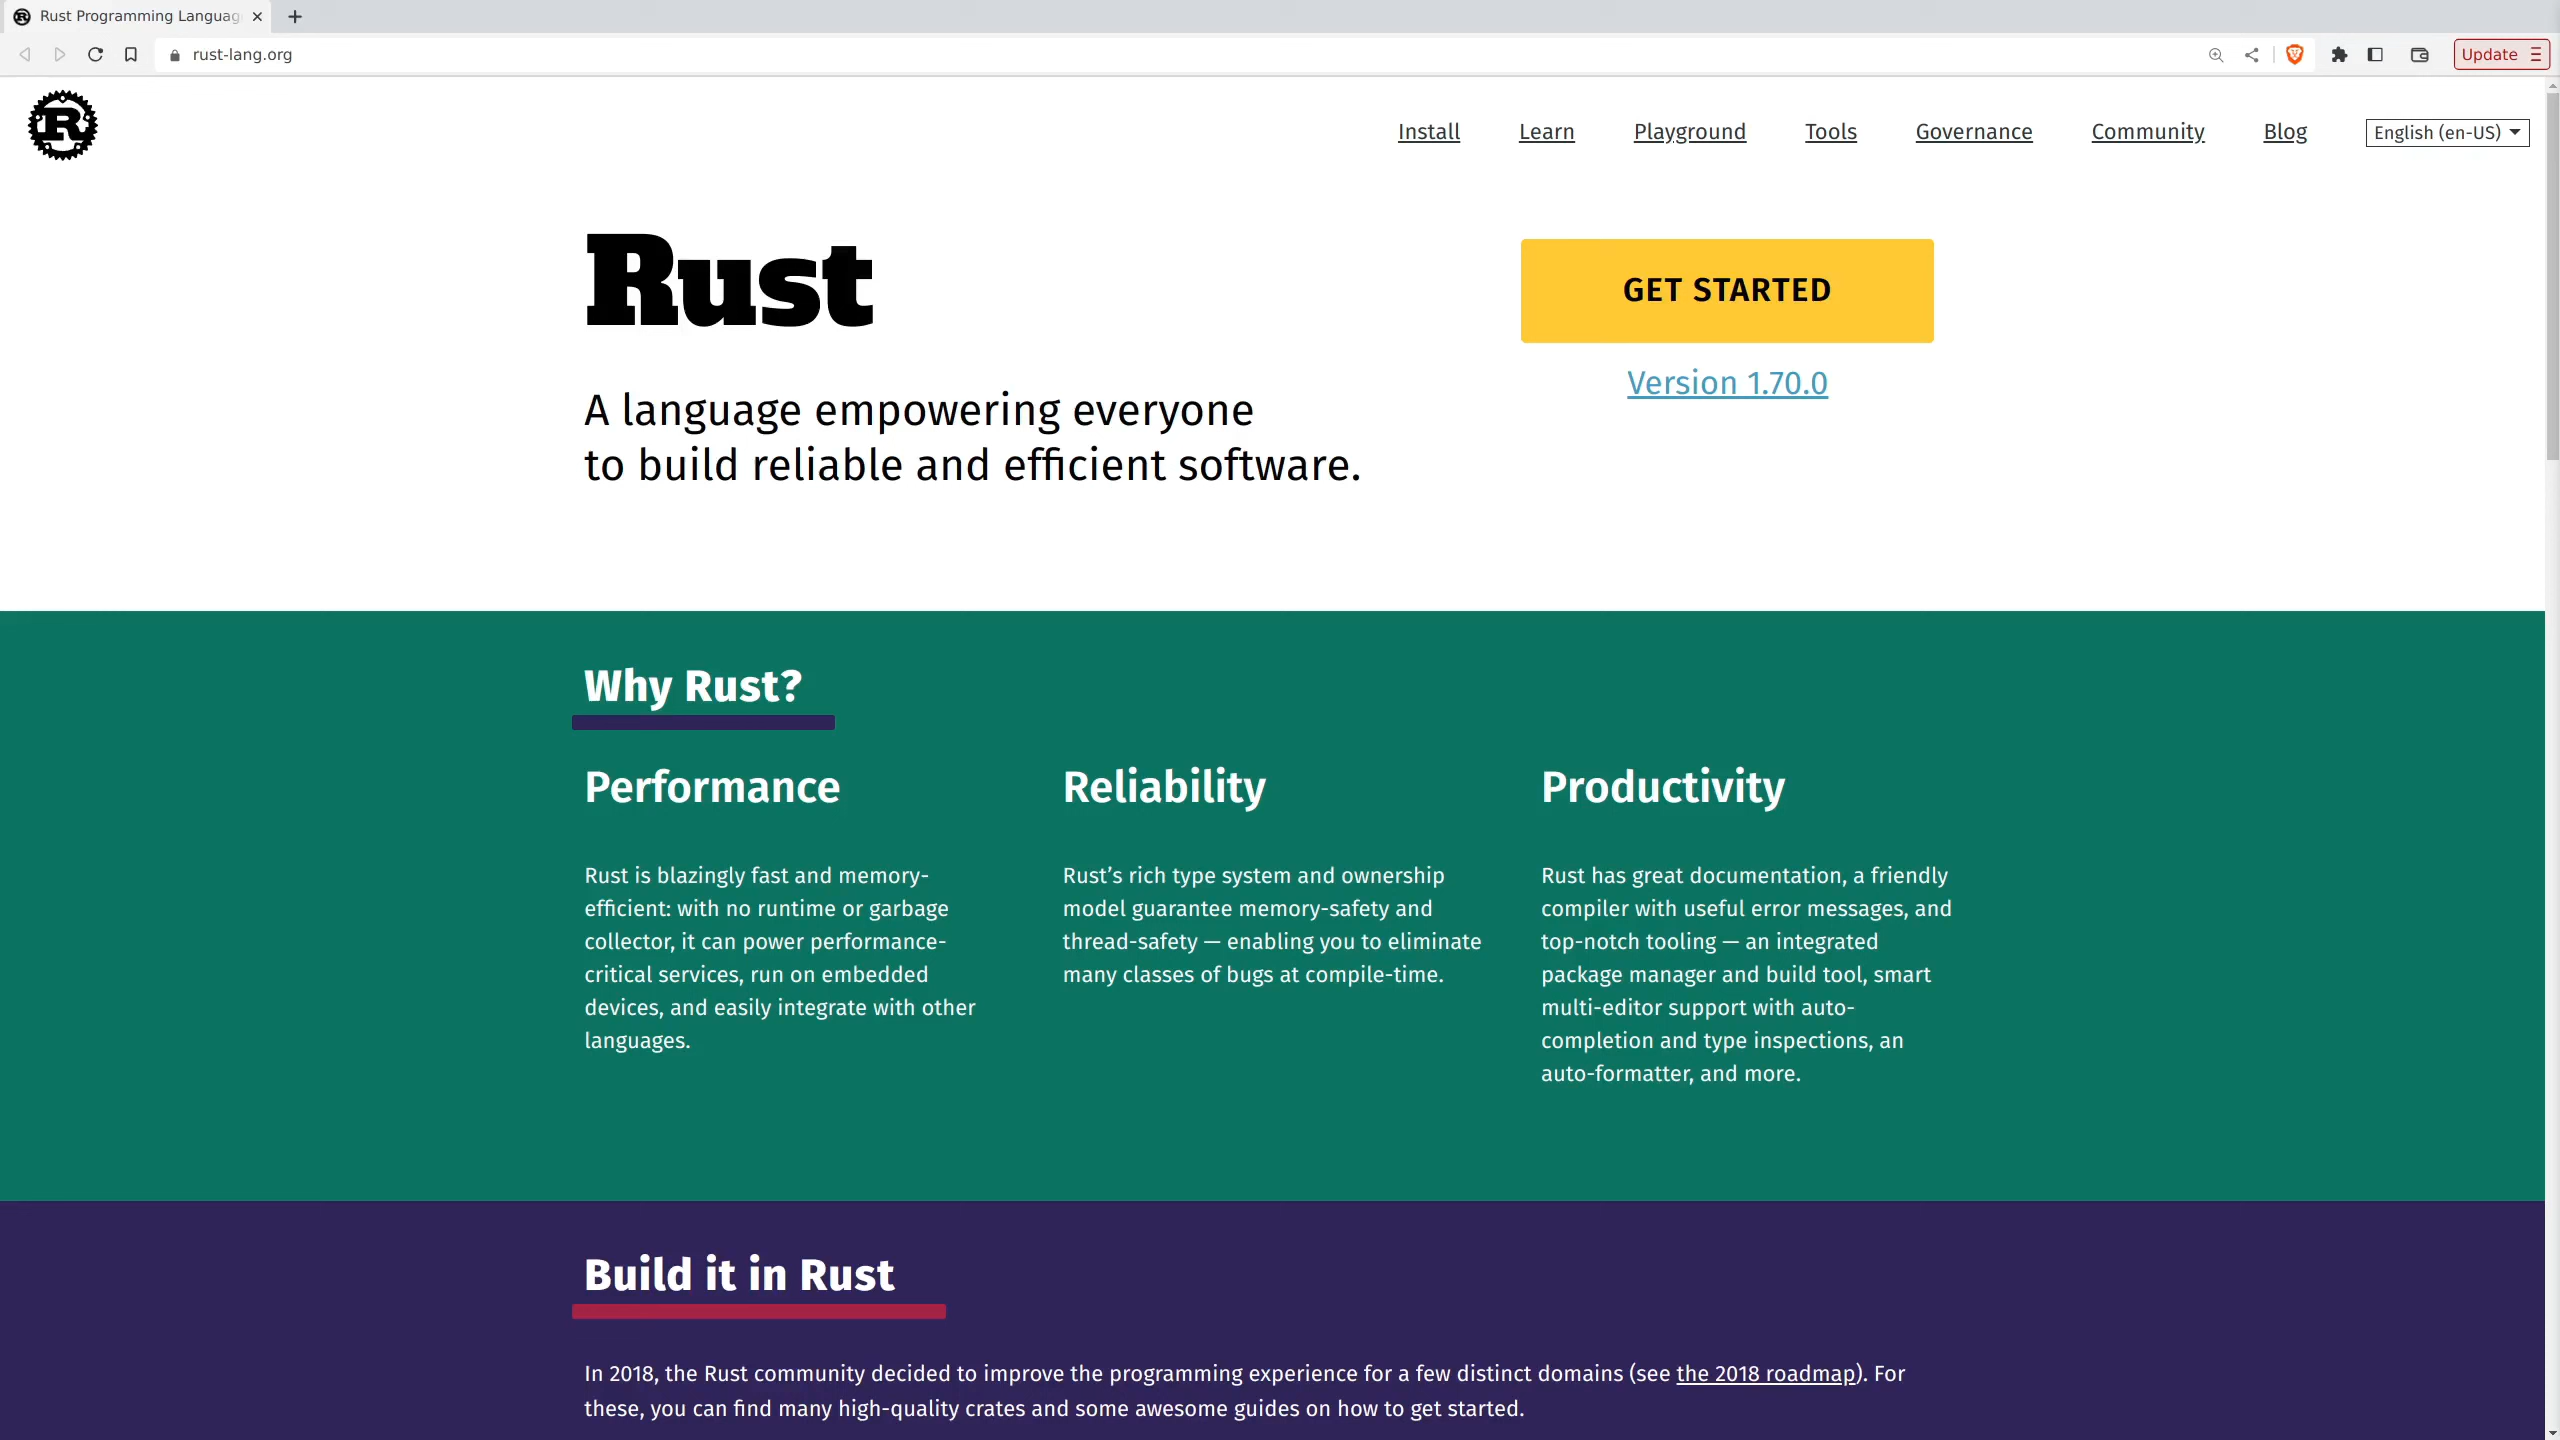 Rust Programming Languag
rust-lang.org
Update
R
Install Learn Playground Tools Governance Community Blog English (en-US)
Rust
GET STARTED
Version 1.70.0
A language empowering everyone
to build reliable and efficient software.
Why Rust?
Performance
Rust is blazingly fast and memory-
efficient: with no runtime or garbage
collector, it can power performance-
critical services, run on embedded
devices, and easily integrate with other
languages.
Reliability
Rust’s rich type system and ownership
model guarantee memory-safety and
thread-safety — enabling you to eliminate
many classes of bugs at compile-time.
Productivity
Rust has great documentation, a friendly
compiler with useful error messages, and
top-notch tooling — an integrated
package manager and build tool, smart
multi-editor support with auto-
completion and type inspections, an
auto-formatter, and more.
Build it in Rust
In 2018, the Rust community decided to improve the programming experience for a few distinct domains (see the 2018 roadmap). For
these, you can find many high-quality crates and some awesome guides on how to get started.